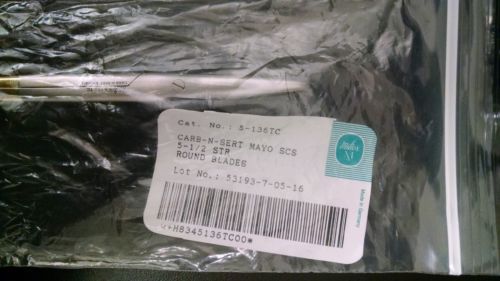 Cat. No.: 5-136TC
CARB-N-SERT MAYO SCS
5-1/2 STR
ROUND BLADES
Lot No.: 53193-7-05-16
*+H8345136TC00*
Miltex
Made in Germany